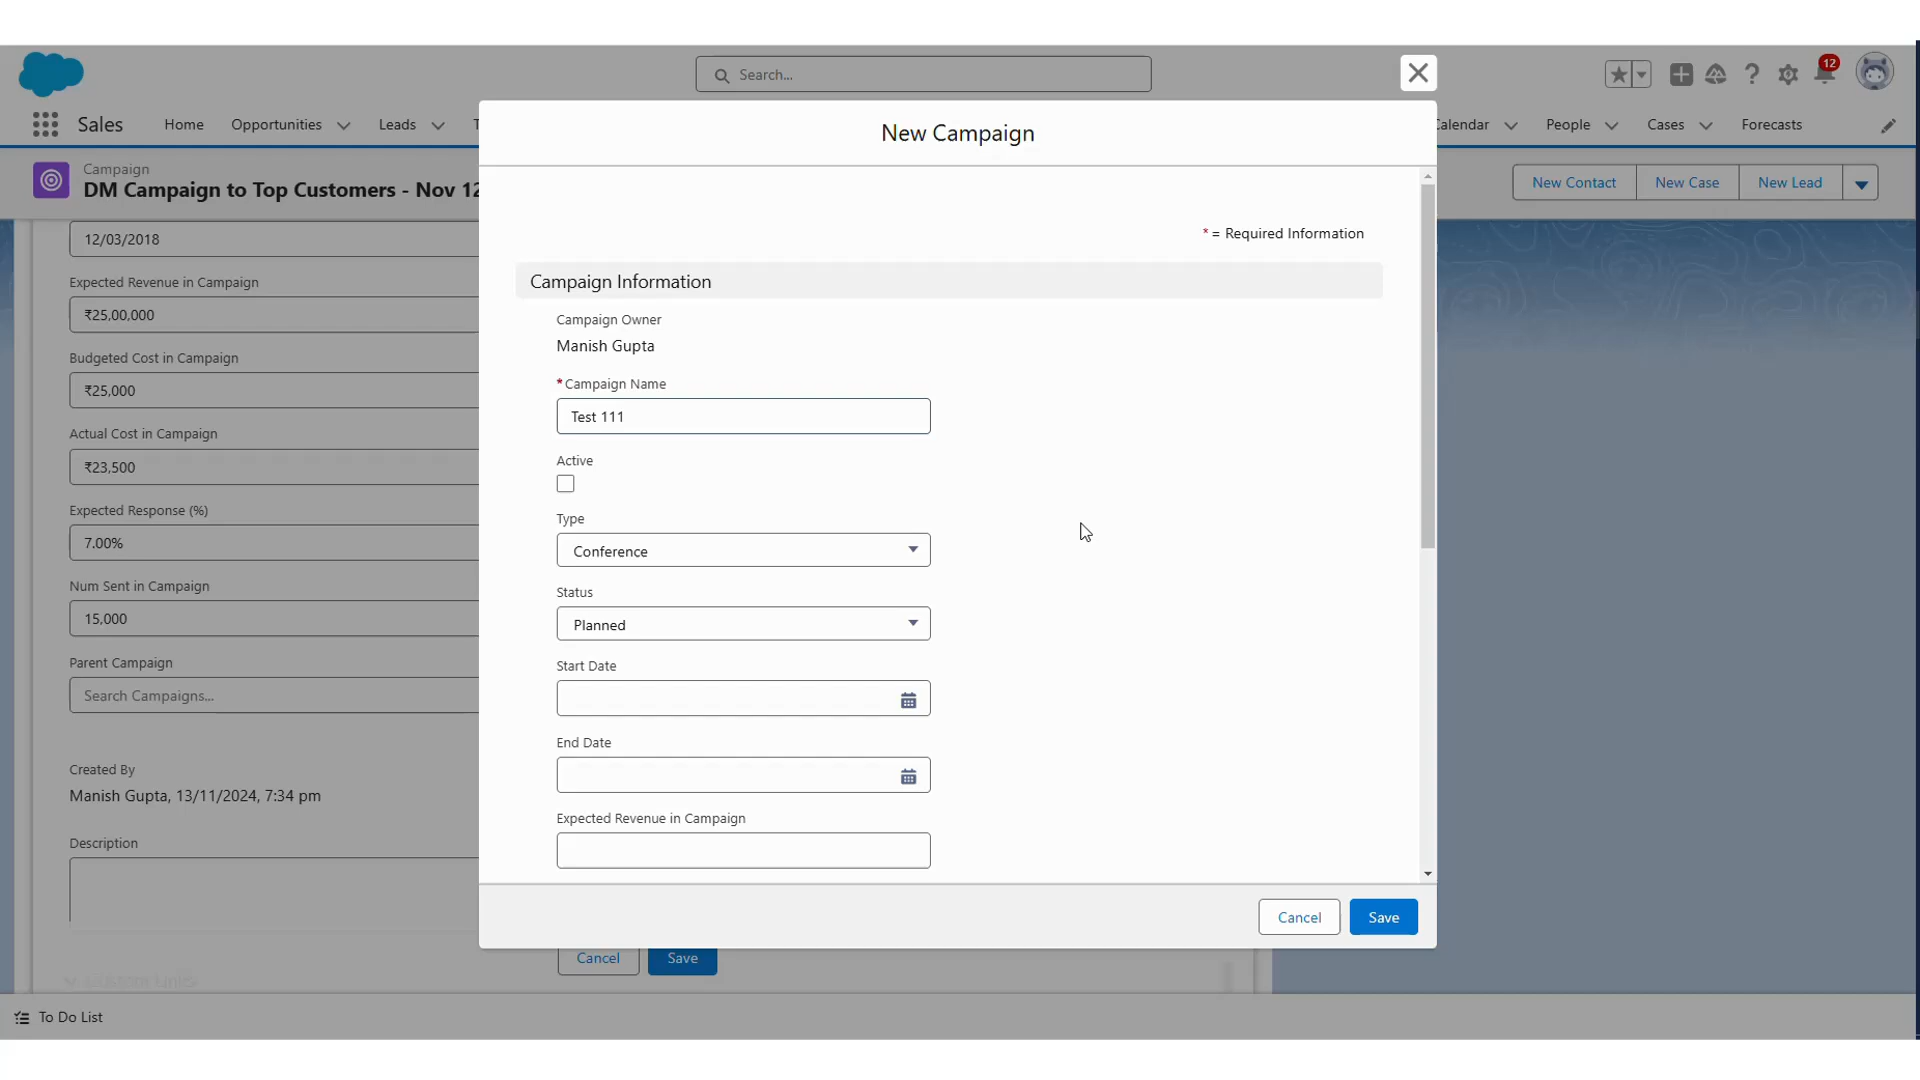 Search...
12
Sales
Home
Opportunities
Leads
T
Calendar
People
Cases
Forecasts
Campaign
DM Campaign to Top Customers - Nov 12
New Contact
New Case
New Lead
12/03/2018
Expected Revenue in Campaign
₹25,00,000
Budgeted Cost in Campaign
₹25,000
Actual Cost in Campaign
₹23,500
Expected Response (%)
7.00%
Num Sent in Campaign
15,000
Parent Campaign
Search Campaigns...
Created By
Manish Gupta, 13/11/2024, 7:34 pm
Description
Cancel
Save
New Campaign
* = Required Information
Campaign Information
Campaign Owner
Manish Gupta
* Campaign Name
Test 111
Active
Type
Conference
Status
Planned
Start Date
End Date
Expected Revenue in Campaign
Cancel
Save
To Do List